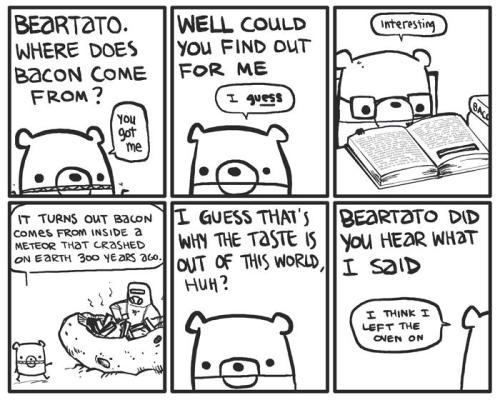 BEARTATO.
WHERE DOES
BACON COME
FROM?
You
got
me
WELL COULD
YOU FIND OUT
FOR ME
I guess
Interesting
BACO
IT TURNS OUT BACON
COMES FROM INSIDE A
METEOR THAT CRASHED
ON EARTH 300 YEARS AGO.
I GUESS THAT'S
WHY THE TASTE IS
OUT OF THIS WORLD,
HUH?
BEARTATO DID
YOU HEAR WHAT
I SAID
I THINK I
LEFT THE
OVEN ON